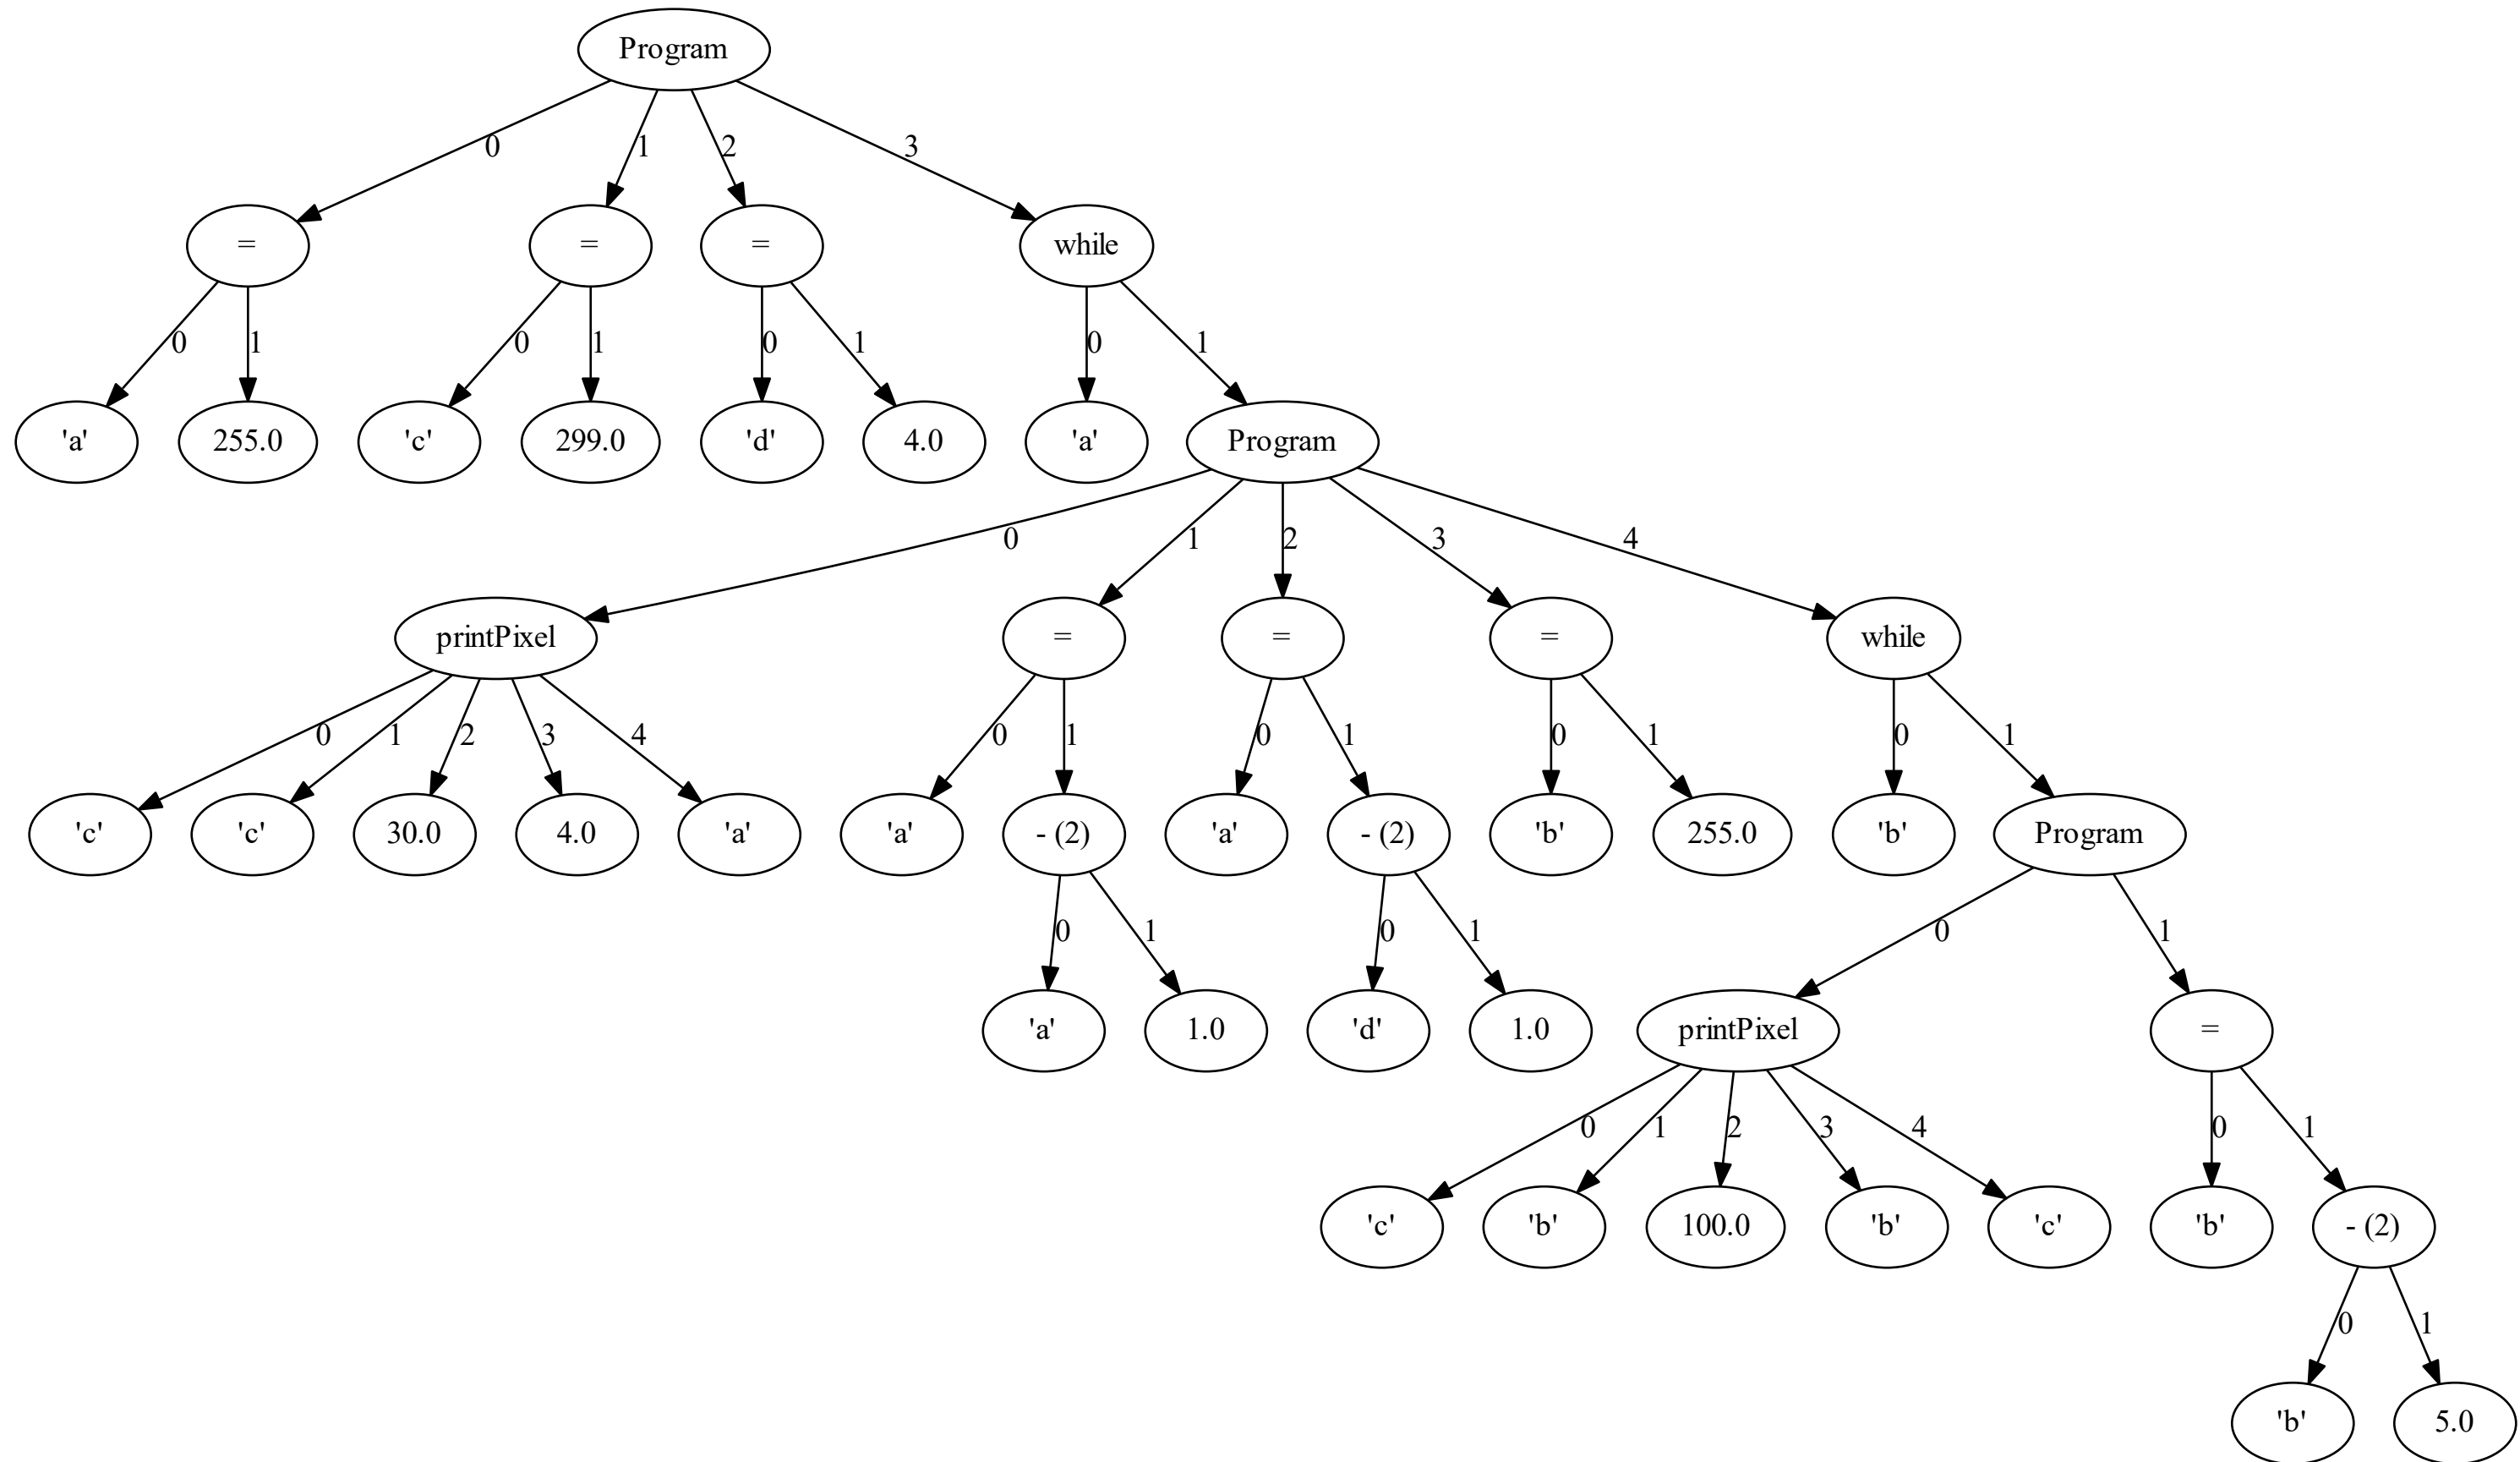 Program
0 1 2 3
= = = while
0 1 0 1 0 1 0 1
'a' 255.0 'c' 299.0 'd' 4.0 'a' Program
0 1 2 3 4
printPixel = = = while
0 1 2 3 4 0 1 0 1 0 1 0 1
'c' 'c' 30.0 4.0 'a' 'a' - (2) 'a' - (2) 'b' 255.0 'b' Program
0 1 0 1 0 1
'a' 1.0 'd' 1.0 printPixel =
0 1 2 3 4 0 1
'c' 'b' 100.0 'b' 'c' 'b' - (2)
0 1
'b' 5.0